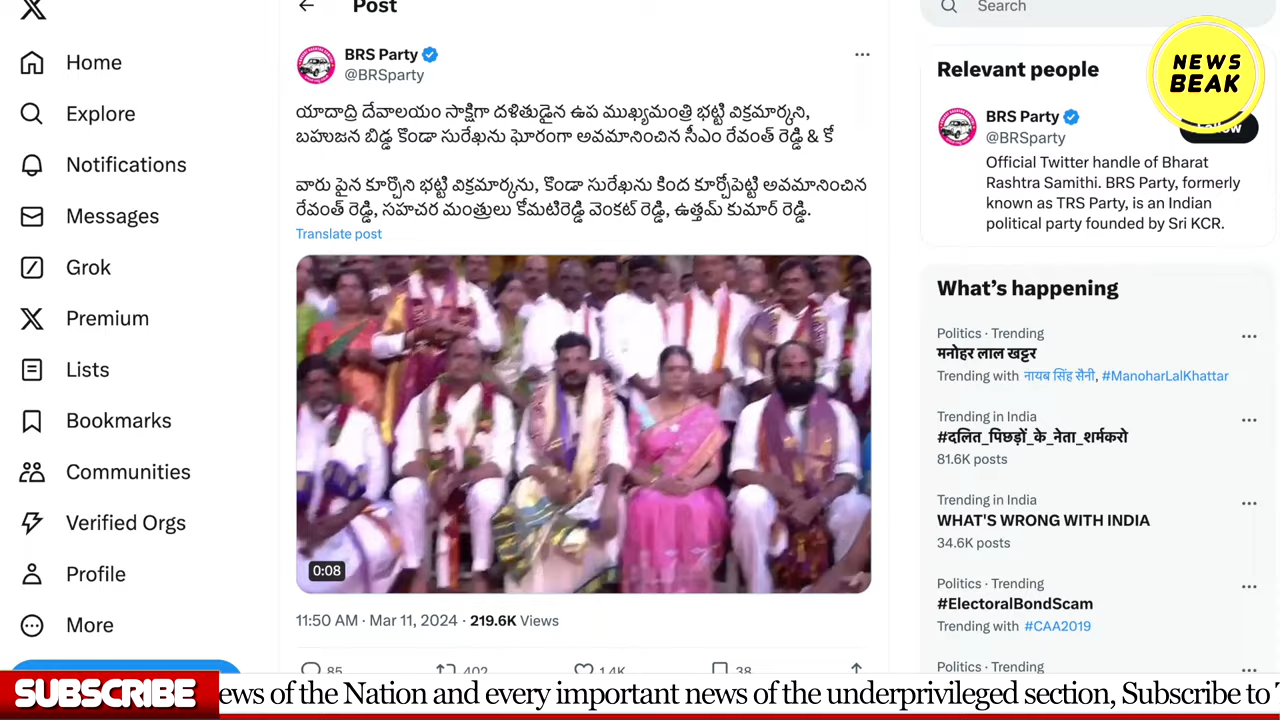 Post
Search
BRS Party
@BRSparty
యాదాద్రి దేవాలయం సాక్షిగా దళితుడైన ఉప ముఖ్యమంత్రి భట్టి విక్రమార్కని,
బహుజన బిడ్డ కొండా సురేఖను ఘోరంగా అవమానించిన సీఎం రేవంత్ రెడ్డి & కో
వారు పైన కూర్చొని భట్టి విక్రమార్కను, కొండా సురేఖను కింద కూర్చోపెట్టి అవమానించిన
రేవంత్ రెడ్డి, సహచర మంత్రులు కోమటిరెడ్డి వెంకట్ రెడ్డి, ఉత్తమ్ కుమార్ రెడ్డి.
Translate post
0:08
11:50 AM · Mar 11, 2024 · 219.6K Views
85 402 1.4K 38
Home
Explore
Notifications
Messages
Grok
Premium
Lists
Bookmarks
Communities
Verified Orgs
Profile
More
NEWS
BEAK
Relevant people
BRS Party
@BRSparty
Follow
Official Twitter handle of Bharat
Rashtra Samithi. BRS Party, formerly
known as TRS Party, is an Indian
political party founded by Sri KCR.
What's happening
Politics · Trending
मनोहर लाल खट्टर
Trending with नायब सिंह सैनी, #ManoharLalKhattar
Trending in India
#दलित_पिछड़ों_के_नेता_शर्मकरो
81.6K posts
Trending in India
WHAT'S WRONG WITH INDIA
34.6K posts
Politics · Trending
#ElectoralBondScam
Trending with #CAA2019
Politics · Trending
SUBSCRIBE
ews of the Nation and every important news of the underprivileged section, Subscribe to